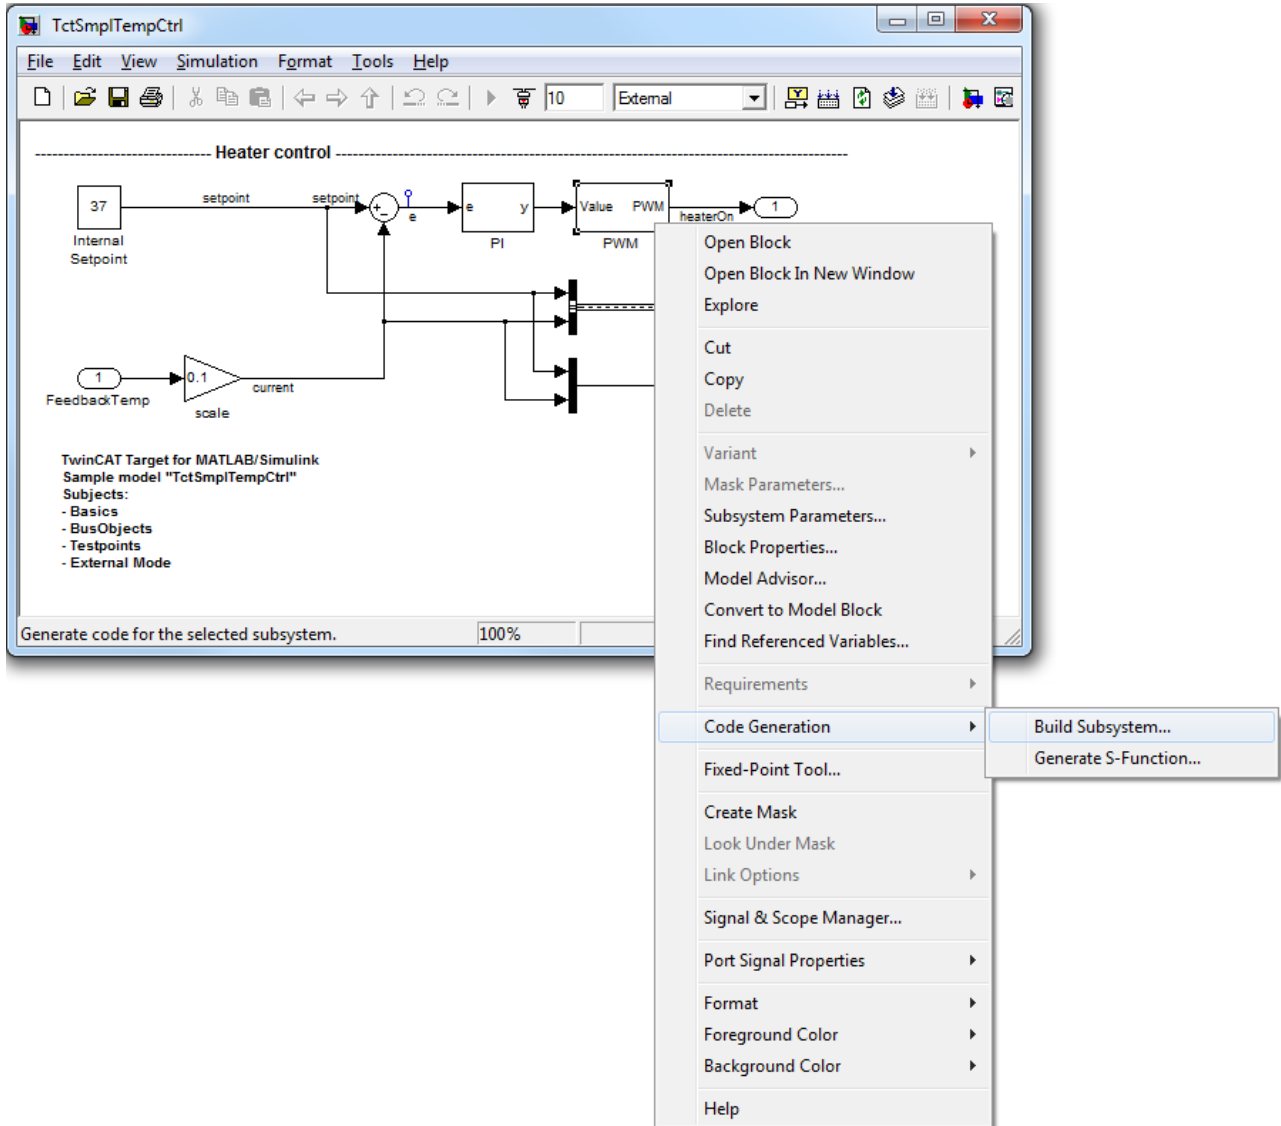 TctSmplTempCtrl
File Edit View Simulation Format Tools Help
10 External
------------------------------- Heater control ------------------------------------------------------------------------------------------
37
setpoint
setpoint
+
-
e
e
y
Value
PWM
heaterOn
1
Internal
Setpoint
PI
PWM
1
0.1
current
FeedbackTemp
scale
TwinCAT Target for MATLAB/Simulink
Sample model "TctSmplTempCtrl"
Subjects:
- Basics
- BusObjects
- Testpoints
- External Mode
Generate code for the selected subsystem.
100%
Open Block
Open Block In New Window
Explore
Cut
Copy
Delete
Variant
Mask Parameters...
Subsystem Parameters...
Block Properties...
Model Advisor...
Convert to Model Block
Find Referenced Variables...
Requirements
Code Generation
Build Subsystem...
Generate S-Function...
Fixed-Point Tool...
Create Mask
Look Under Mask
Link Options
Signal & Scope Manager...
Port Signal Properties
Format
Foreground Color
Background Color
Help